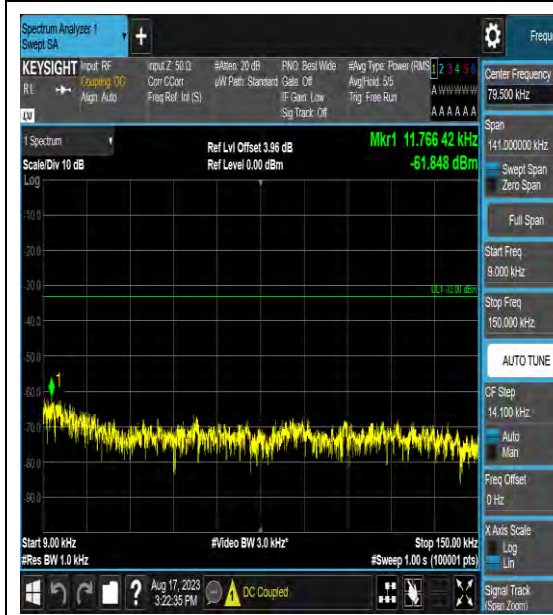 Spectrum Analyzer 1
Swept SA
Frequ
KEYSIGHT
RL
Input: RF
Coupling: DC
Align: Auto
Input Z: 50 Ω
Corr CCorr
Freq Ref: Int (S)
#Atten: 20 dB
µW Path: Standard
PNO: Best Wide
Gate: Off
IF Gain: Low
Sig Track: Off
#Avg Type: Power (RMS
Avg|Hold: 5/5
Trig: Free Run
1 2 3 4 5 6
A W W W W W
A A A A A A
Center Frequency
79.500 kHz
Span
141.000000 kHz
Swept Span
Zero Span
Full Span
Start Freq
9.000 kHz
Stop Freq
150.000 kHz
AUTO TUNE
CF Step
14.100 kHz
Auto
Man
Freq Offset
0 Hz
X Axis Scale
Log
Lin
Signal Track
(Span Zoom)
1 Spectrum
Scale/Div 10 dB
Ref Lvl Offset 3.96 dB
Ref Level 0.00 dBm
Mkr1 11.766 42 kHz
-61.848 dBm
Log
-10.0
-20.0
-30.0
DL1 -33.00 dBm
-40.0
-50.0
1
-60.0
-70.0
-80.0
-90.0
Start 9.00 kHz
#Res BW 1.0 kHz
#Video BW 3.0 kHz*
Stop 150.00 kHz
#Sweep 1.00 s (100001 pts)
?
Aug 17, 2023
3:22:35 PM
DC Coupled